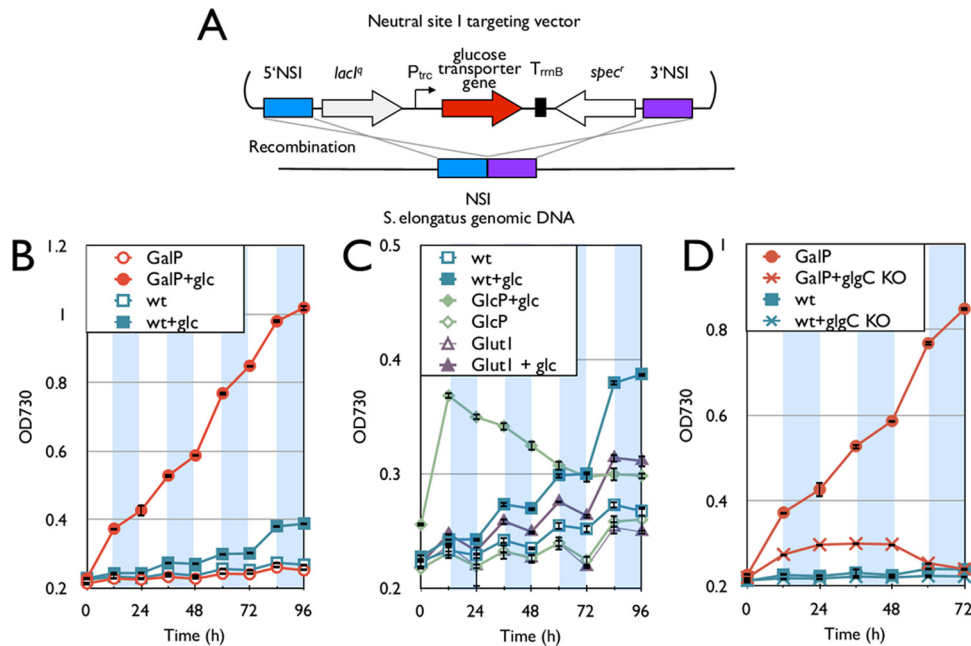 A
Neutral site I targeting vector
5'NSI
lacIq
Ptrc
glucose
transporter
gene
TrrnB
specr
3'NSI
Recombination
NSI
S. elongatus genomic DNA
B
1.2
1
0.8
0.6
0.4
0.2
OD730
GalP
GalP+glc
wt
wt+glc
0 24 48 72 96
Time (h)
C
0.5
0.4
0.3
0.2
OD730
wt
wt+glc
GlcP+glc
GlcP
Glut1
Glut1 + glc
0 24 48 72 96
Time (h)
D
1
0.8
0.6
0.4
0.2
OD730
GalP
GalP+glgC KO
wt
wt+glgC KO
0 24 48 72
Time (h)